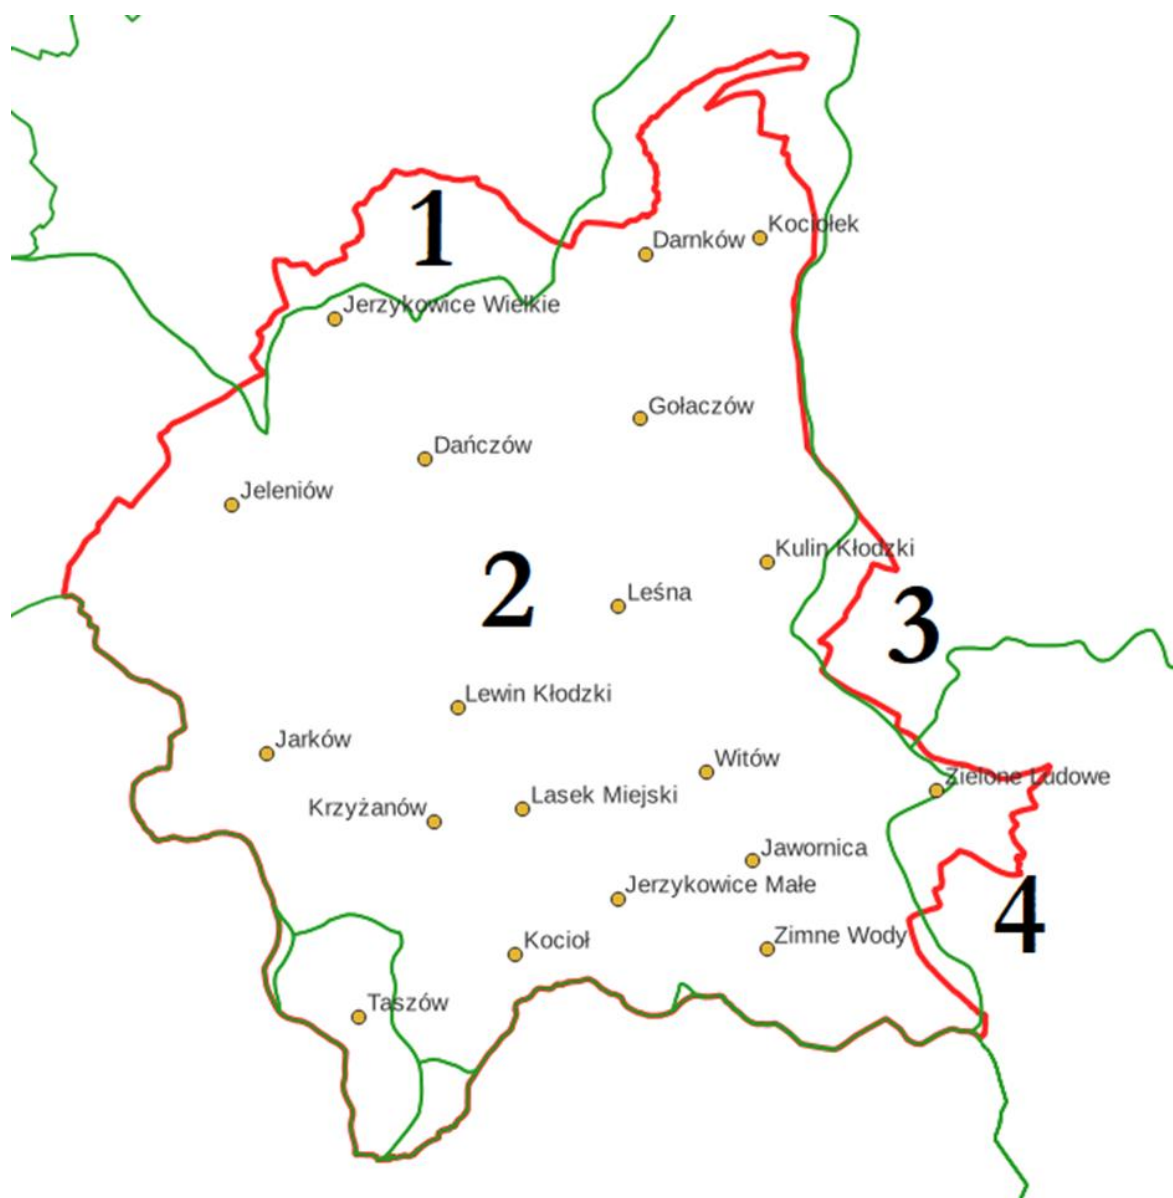 1
Kociołek
Darnków
Jerzykowice Wielkie
Gołaczów
Dańczów
Jeleniów
2
Kulin Kłodzki
Leśna
3
Lewin Kłodzki
Jarków
Witów
Zielone Ludowe
Lasek Miejski
Krzyżanów
Jawornica
Jerzykowice Małe
4
Zimne Wody
Kocioł
Taszów